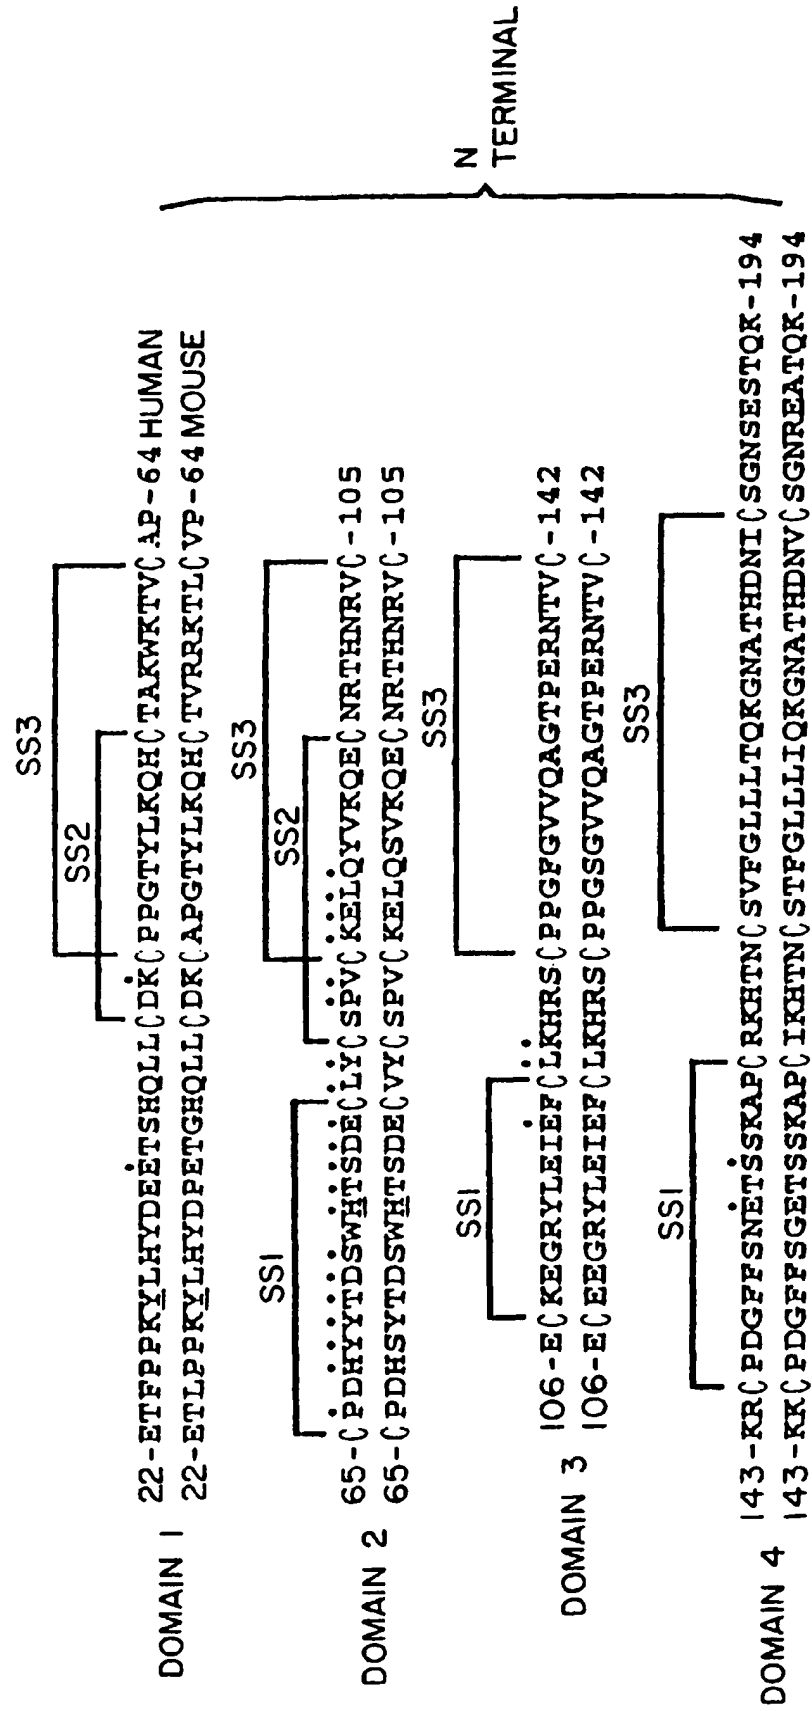 SS3
SS2
DOMAIN 1 22-ETFPPKYLHYDEETSHQLLCDKCPPGTYLKQHCTAKWKTVCAP-64 HUMAN
22-ETLPPKYLHYDPETGHQLLCDKCAPGTYLKQHCTVRRKTLCVP-64 MOUSE
SS1 SS3
SS2
DOMAIN 2 65-CPDHYYTDSWHTSDECLYCSPVCKELQYVKQECNRTHNRVC-105
65-CPDHSYTDSWHTSDECVYCSPVCKELQSVKQECNRTHNRVC-105
N
TERMINAL
SS1 SS3
DOMAIN 3 106-ECKEGRYLEIEFCLKHRSCPPGFGVVQAGTPERNTVC-142
106-ECEEGRYLEIEFCLKHRSCPPGSGVVQAGTPERNTVC-142
SS1 SS3
DOMAIN 4 143-KRCPDGFFSNETSSKAPCRKHTNCSVFGLLLTQKGNATHDNICSGNSESTQK-194
143-KKCPDGFFSGETSSKAPCIKHTNCSTFGLLLIQKGNATHDNVCSGNREATQK-194